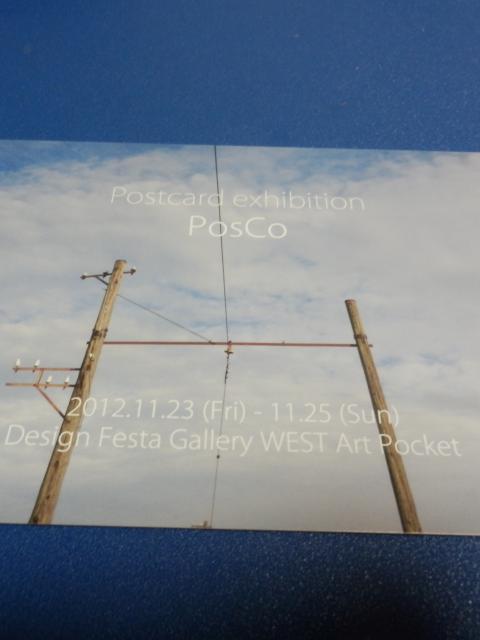 Postcard exhibition
PosCo
2012.11.23 (Fri) - 11.25 (Sun)
Design Festa Gallery WEST Art Pocket